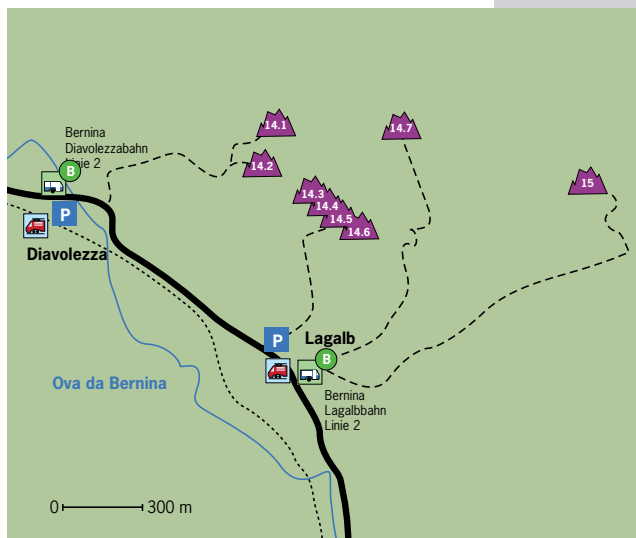 14.1
14.7
Bernina
Diavolezzabahn
Linie 2
B
14.2
15
14.3
14.4
14.5
14.6
P
Diavolezza
P
Lagalb
B
Ova da Bernina
Bernina
Lagalbbahn
Linie 2
0 300 m